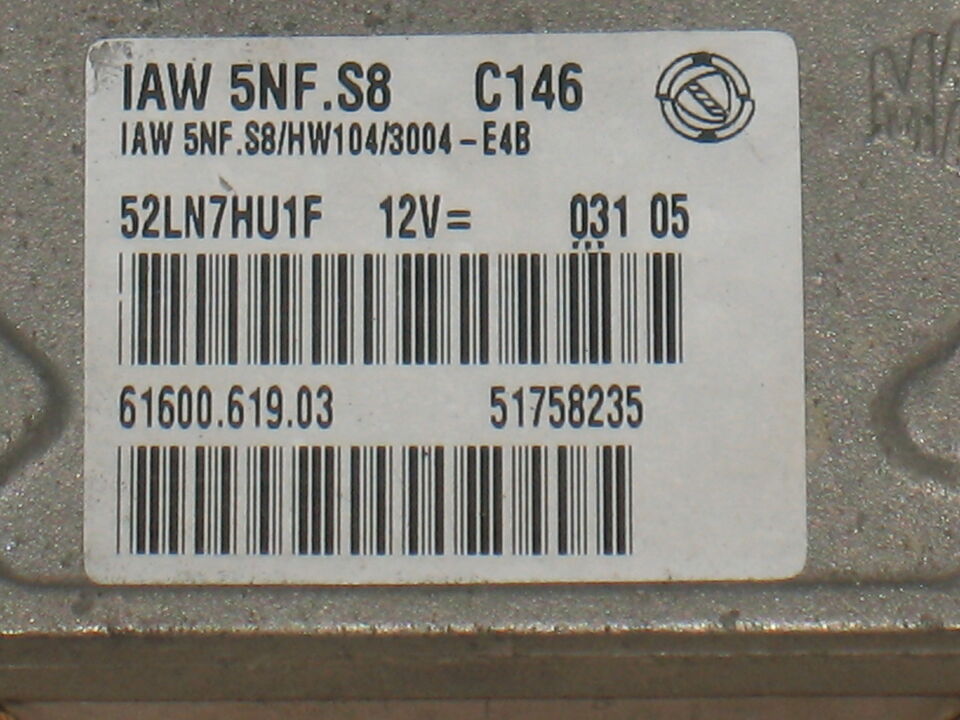 IAW 5NF.S8 C146
IAW 5NF.S8/HW104/3004-E4B
52LN7HU1F 12V= 031 05
61600.619.03 51758235